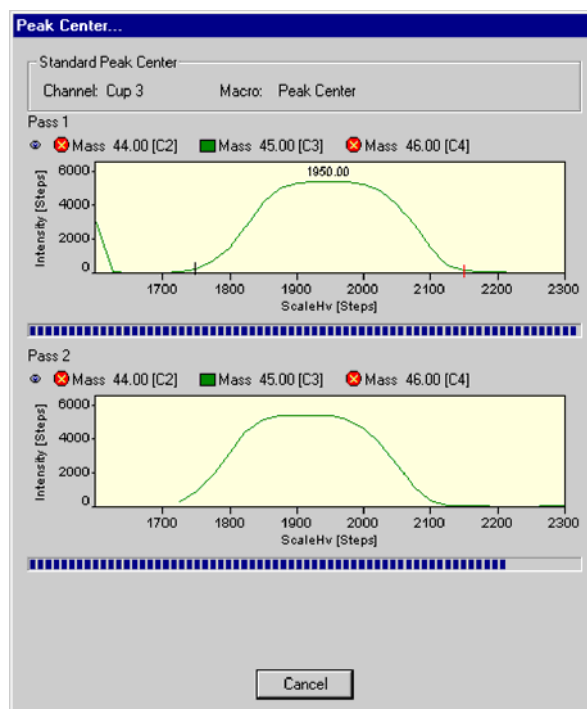 Peak Center...
Standard Peak Center
Channel: Cup 3 Macro: Peak Center
Pass 1
Mass 44.00 [C2] Mass 45.00 [C3] Mass 46.00 [C4]
1950.00
6000
4000
2000
0
Intensity [Steps]
1700 1800 1900 2000 2100 2200 2300
ScaleHv [Steps]
Pass 2
Mass 44.00 [C2] Mass 45.00 [C3] Mass 46.00 [C4]
6000
4000
2000
0
Intensity [Steps]
1700 1800 1900 2000 2100 2200 2300
ScaleHv [Steps]
Cancel